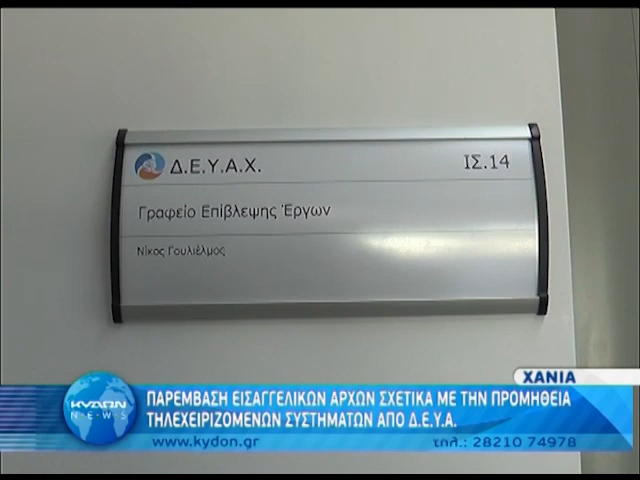 Δ.Ε.Υ.Α.Χ. ΙΣ.14
Γραφείο Επίβλεψης Έργων
Νίκος Γουλιέλμος
ΧΑΝΙΑ
ΚΥΔΩΝ
NEWS
ΠΑΡΕΜΒΑΣΗ ΕΙΣΑΓΓΕΛΙΚΩΝ ΑΡΧΩΝ ΣΧΕΤΙΚΑ ΜΕ ΤΗΝ ΠΡΟΜΗΘΕΙΑ
ΤΗΛΕΧΕΙΡΙΖΟΜΕΝΩΝ ΣΥΣΤΗΜΑΤΩΝ ΑΠΟ Δ.Ε.Υ.Α.
www.kydon.gr τηλ.: 28210 74978